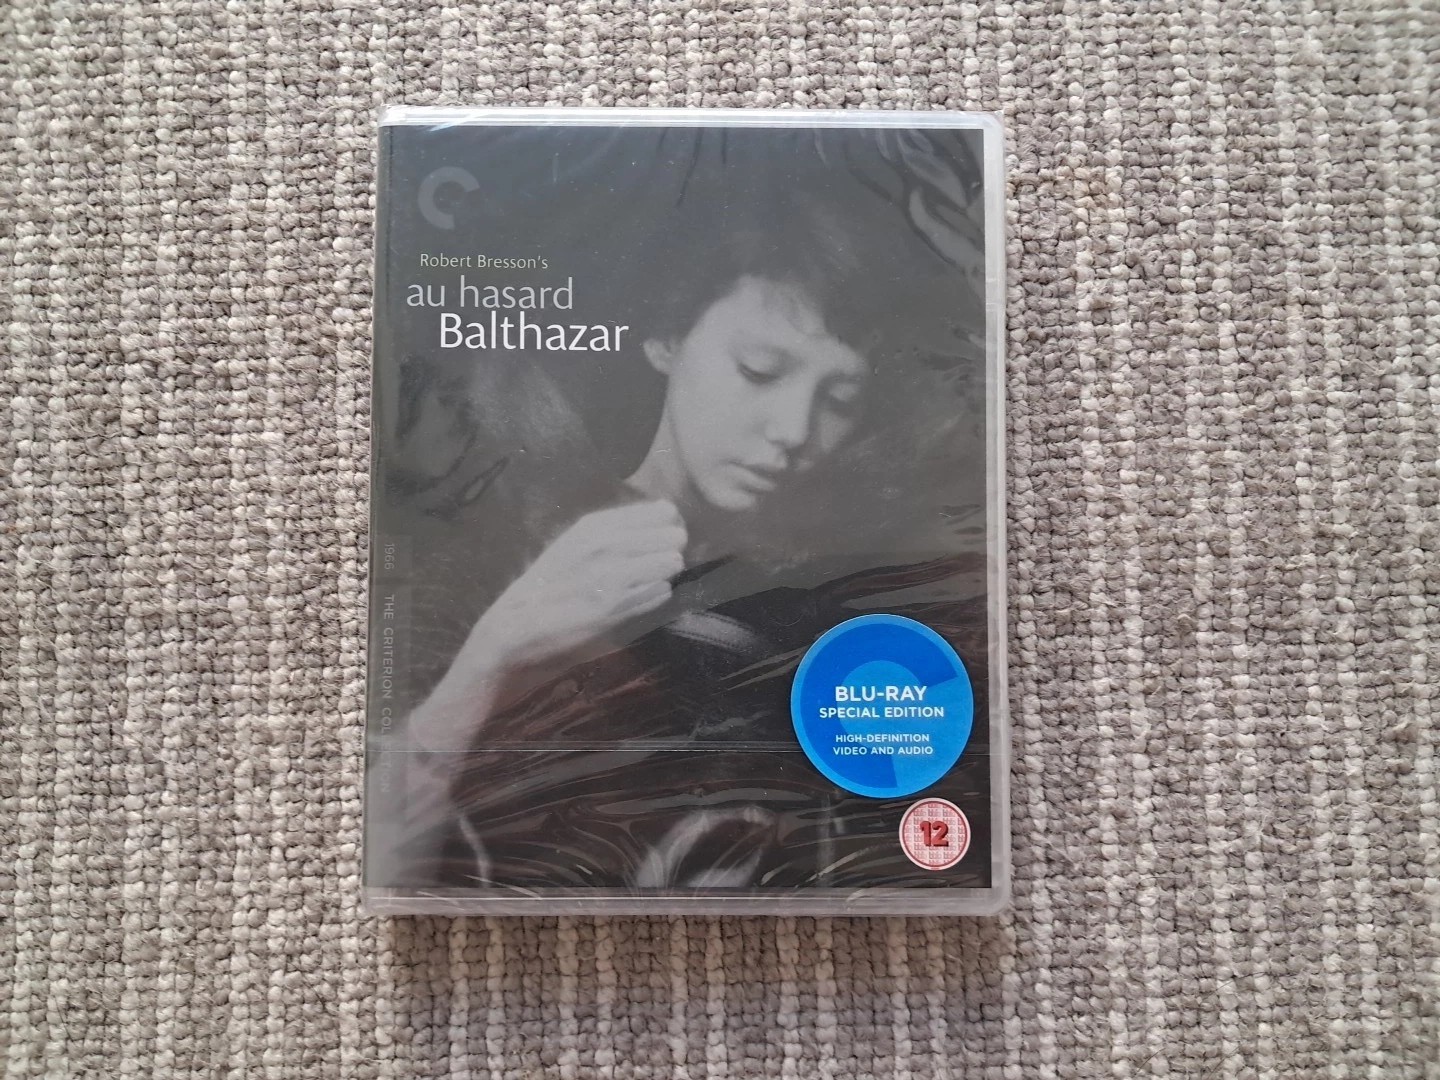 Robert Bresson's
au hasard
Balthazar
1966 THE CRITERION COLLECTION
BLU-RAY
SPECIAL EDITION
HIGH-DEFINITION
VIDEO AND AUDIO
12